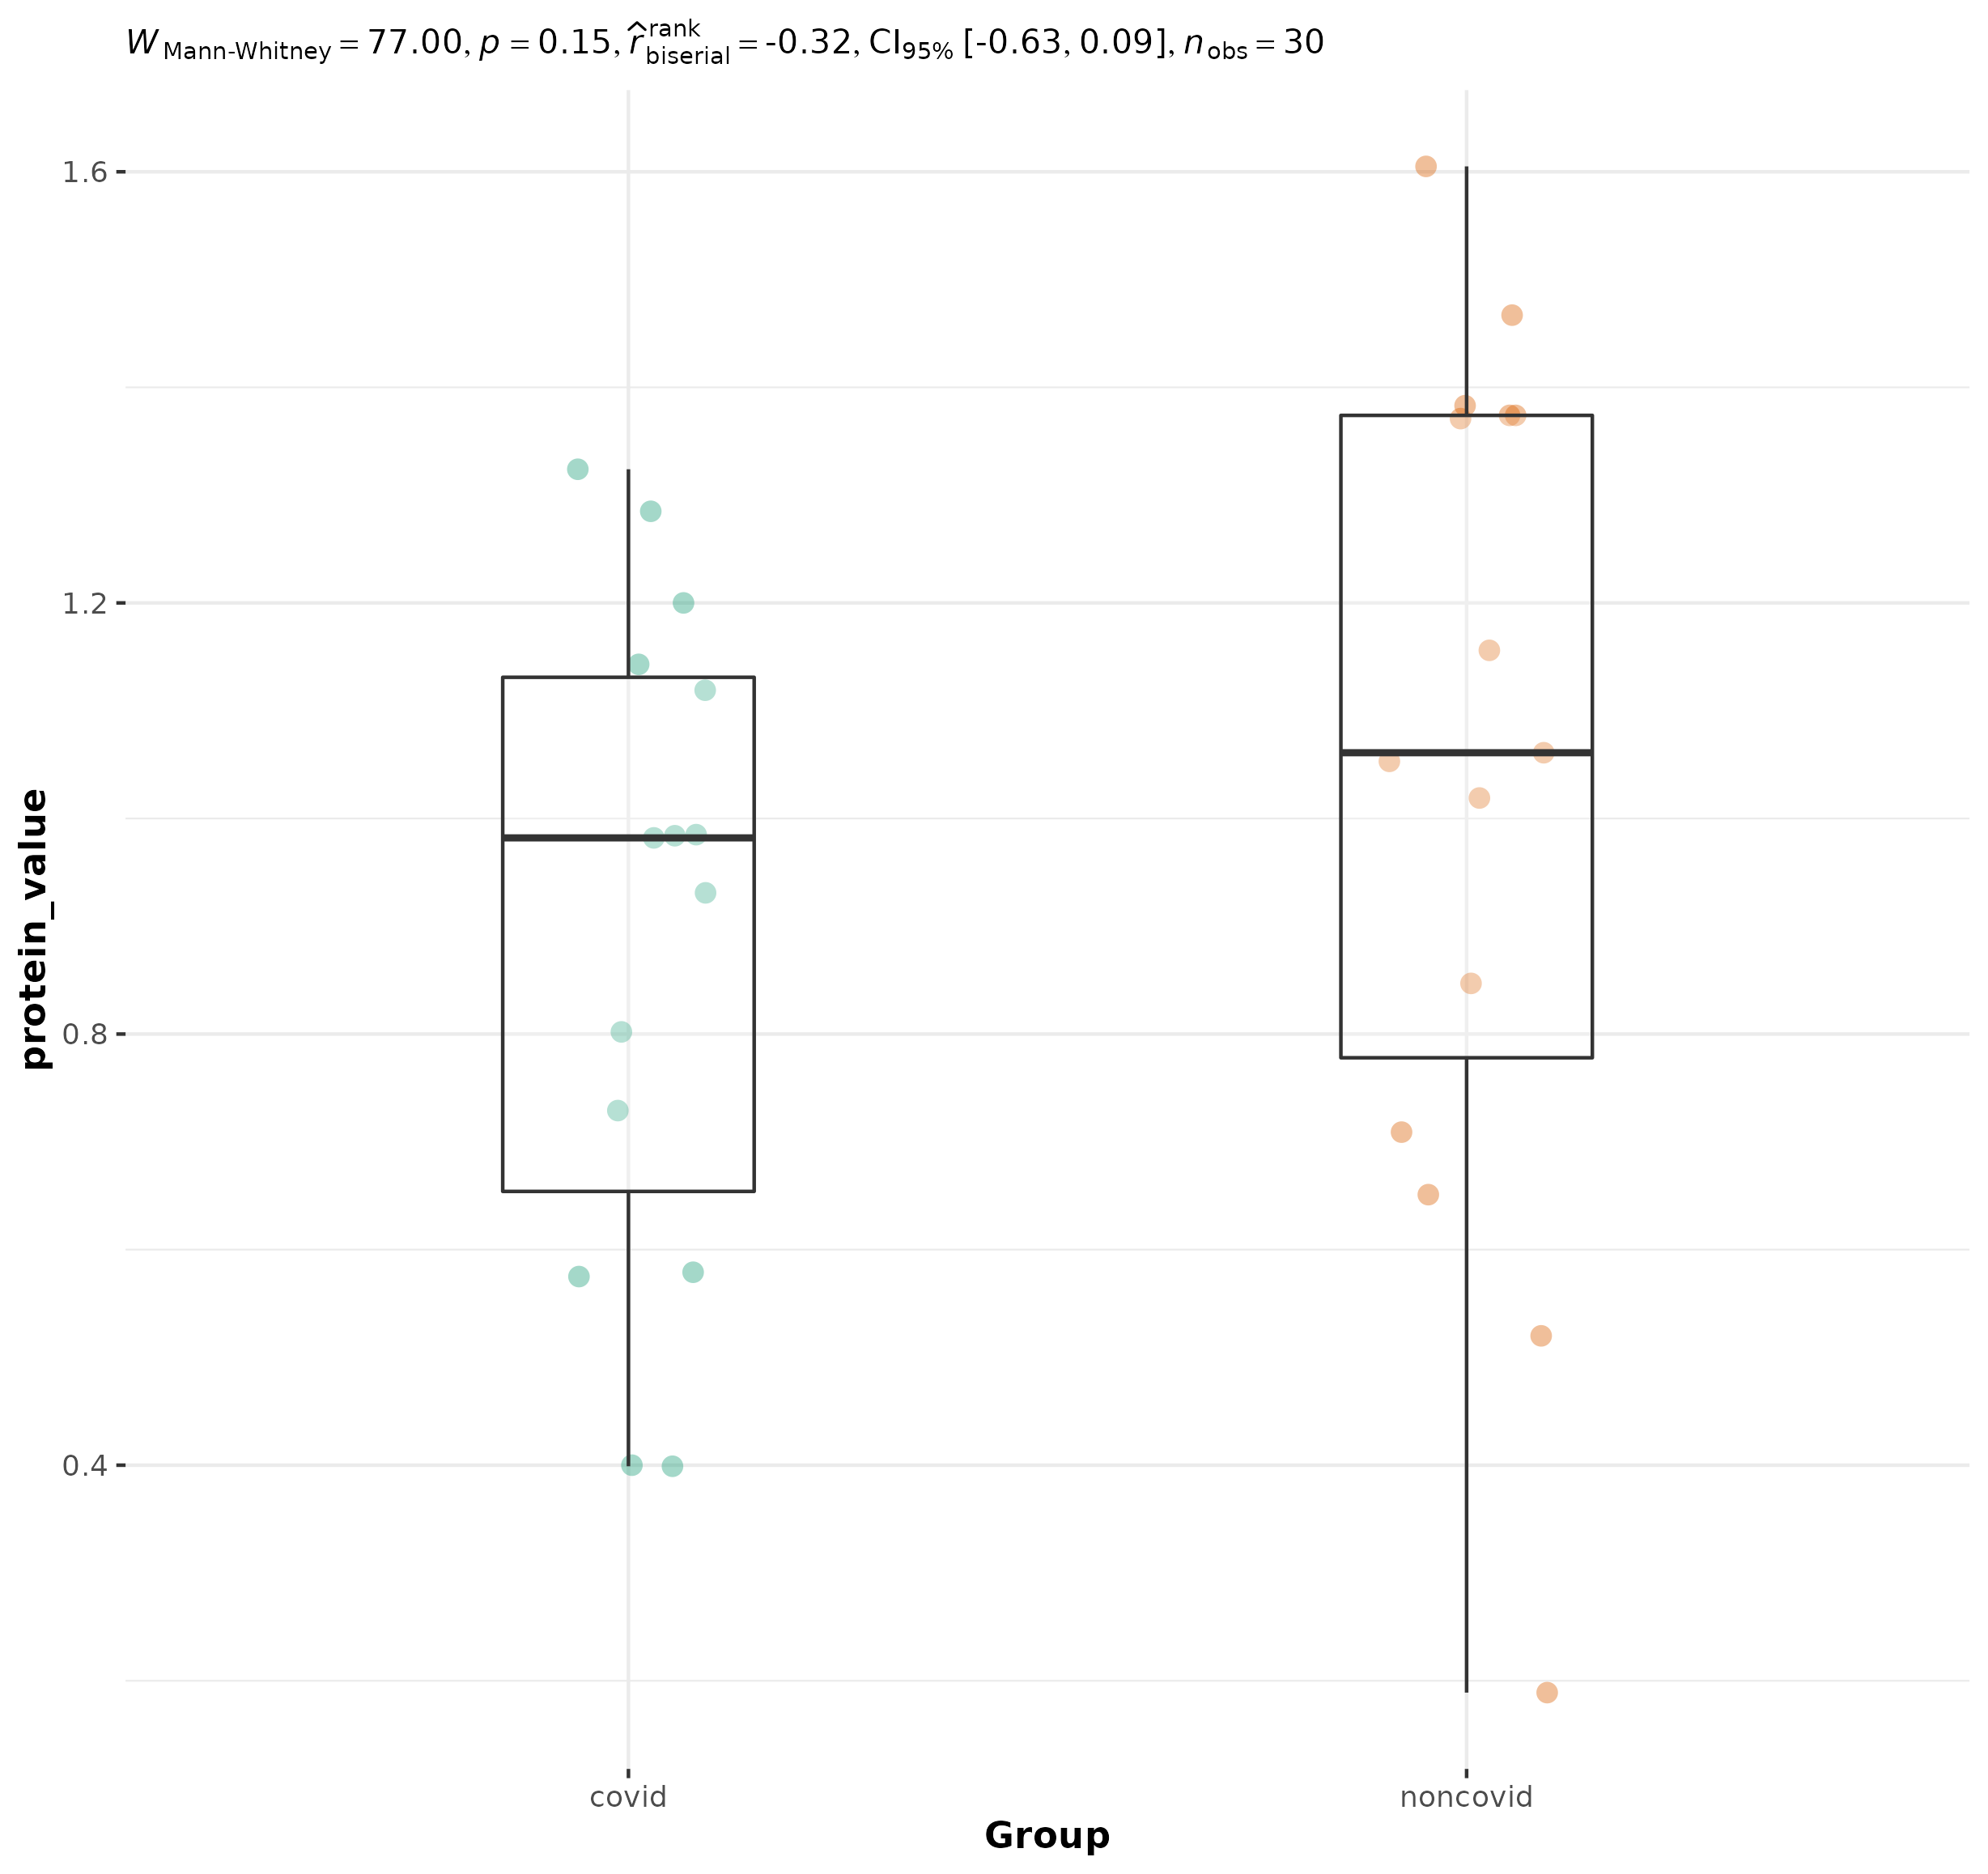 W Mann-Whitney = 77.00, p = 0.15, r̂ rank biserial = -0.32, CI95% [-0.63, 0.09], nobs = 30
1.6
1.2
0.8
0.4
protein_value
covid noncovid
Group